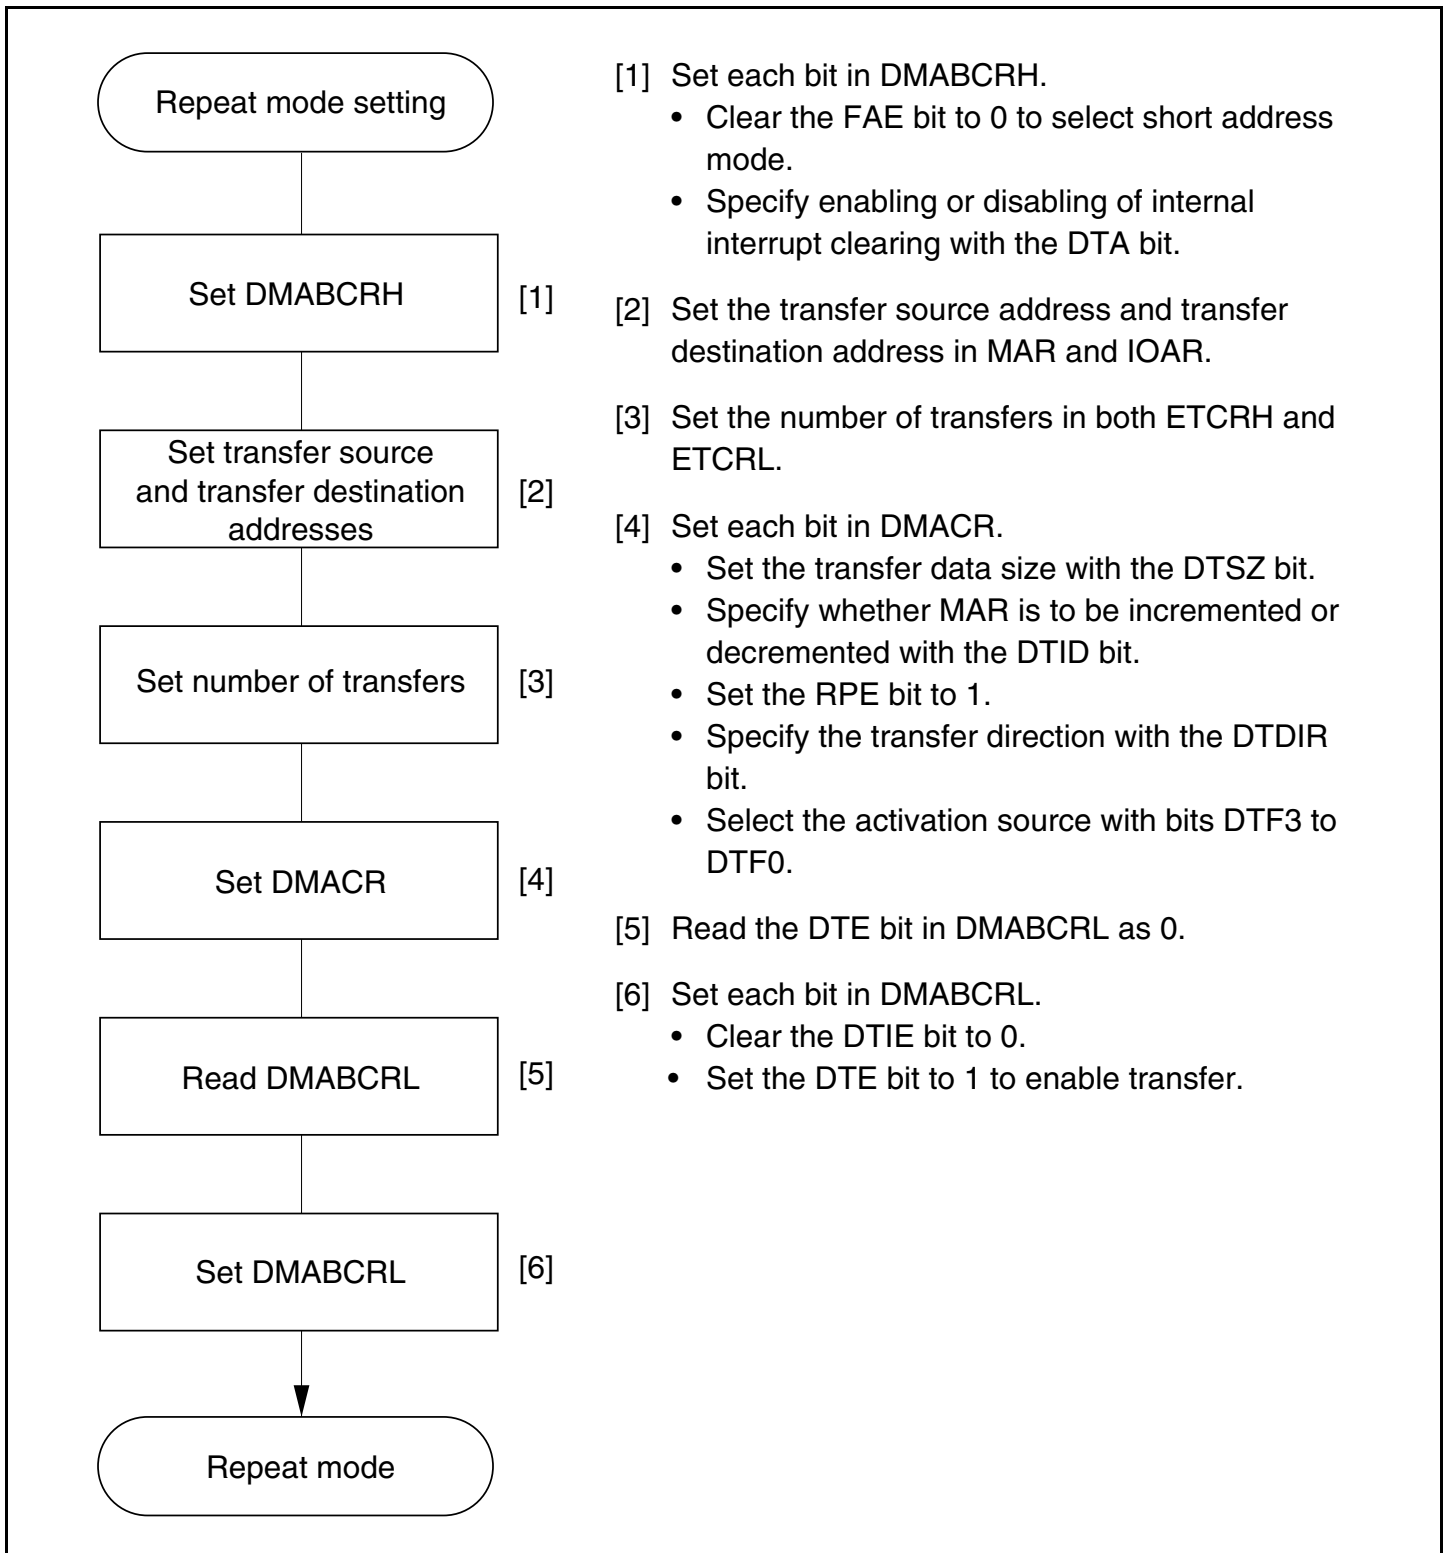 Repeat mode setting
Set DMABCRH
[1]
Set transfer source
and transfer destination
addresses
[2]
Set number of transfers
[3]
Set DMACR
[4]
Read DMABCRL
[5]
Set DMABCRL
[6]
Repeat mode
[1] Set each bit in DMABCRH.
• Clear the FAE bit to 0 to select short address
mode.
• Specify enabling or disabling of internal
interrupt clearing with the DTA bit.
[2] Set the transfer source address and transfer
destination address in MAR and IOAR.
[3] Set the number of transfers in both ETCRH and
ETCRL.
[4] Set each bit in DMACR.
• Set the transfer data size with the DTSZ bit.
• Specify whether MAR is to be incremented or
decremented with the DTID bit.
• Set the RPE bit to 1.
• Specify the transfer direction with the DTDIR
bit.
• Select the activation source with bits DTF3 to
DTF0.
[5] Read the DTE bit in DMABCRL as 0.
[6] Set each bit in DMABCRL.
• Clear the DTIE bit to 0.
• Set the DTE bit to 1 to enable transfer.